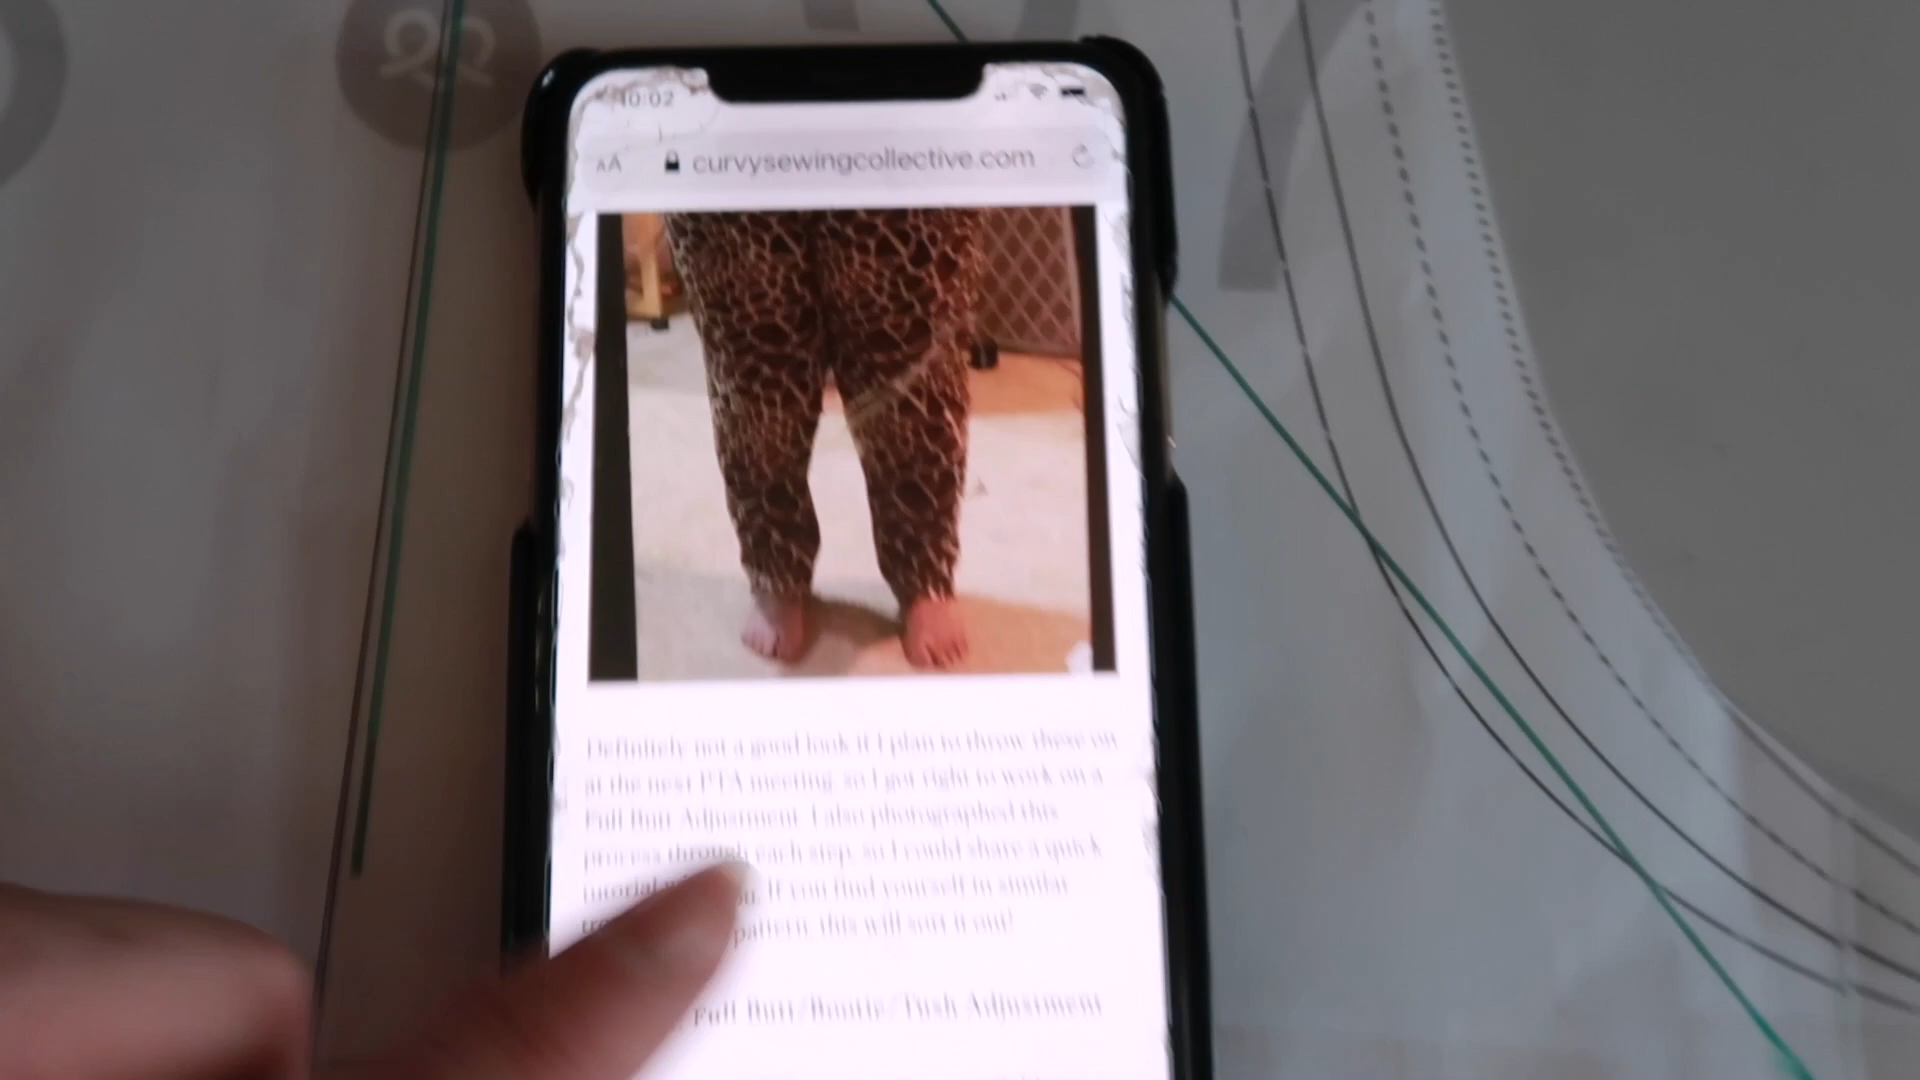 22
10:02
AA curvysewingcollective.com
Definitely not a good look if I plan to throw these on
at the next PTA meeting, so I got right to work on a
Full Butt Adjustment. I also photographed this
process through each step, so I could share a quick
tutorial you. If you find yourself in similar
pattern, this will sort it out!
Full Butt/Bootie/Tush Adjustment